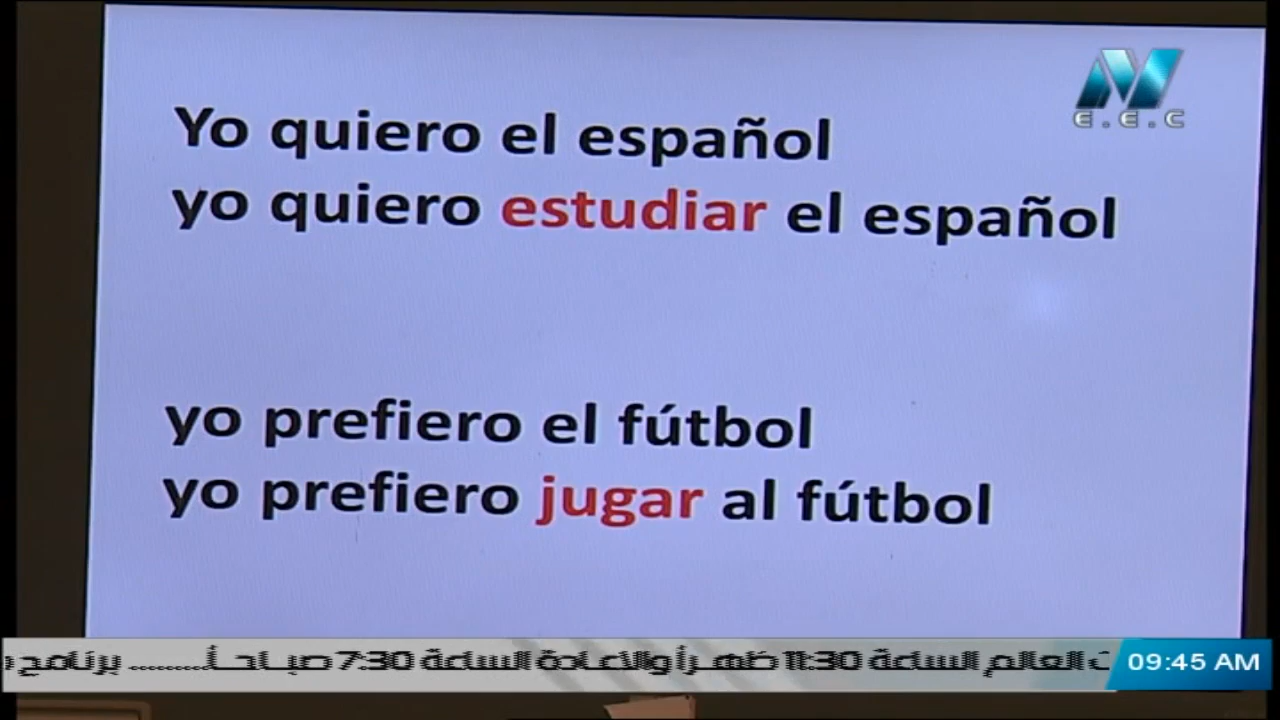 Yo quiero el español
yo quiero estudiar el español
yo prefiero el fútbol
yo prefiero jugar al fútbol
E.E.C
العالم الساعة 11:30 ظهراً والاعادة الساعة 7:30 صباحاً......... برنامج
09:45 AM